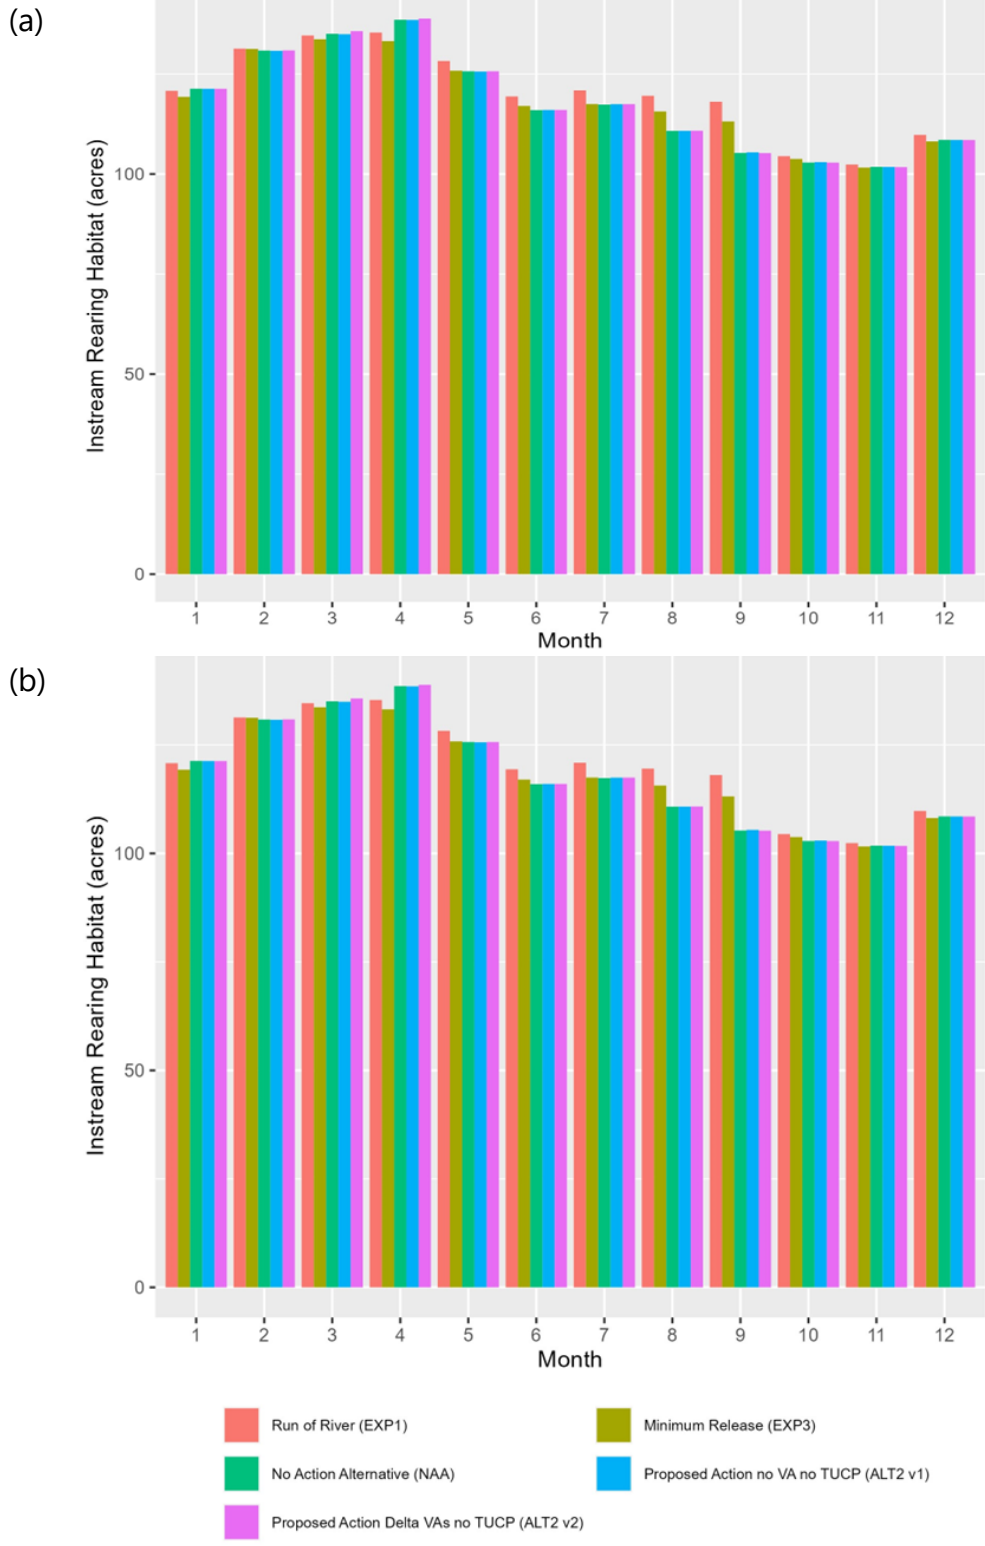 (a)
Instream Rearing Habitat (acres)
100
50
0
1 2 3 4 5 6 7 8 9 10 11 12
Month
(b)
Instream Rearing Habitat (acres)
100
50
0
1 2 3 4 5 6 7 8 9 10 11 12
Month
Run of River (EXP1)
Minimum Release (EXP3)
No Action Alternative (NAA)
Proposed Action no VA no TUCP (ALT2 v1)
Proposed Action Delta VAs no TUCP (ALT2 v2)